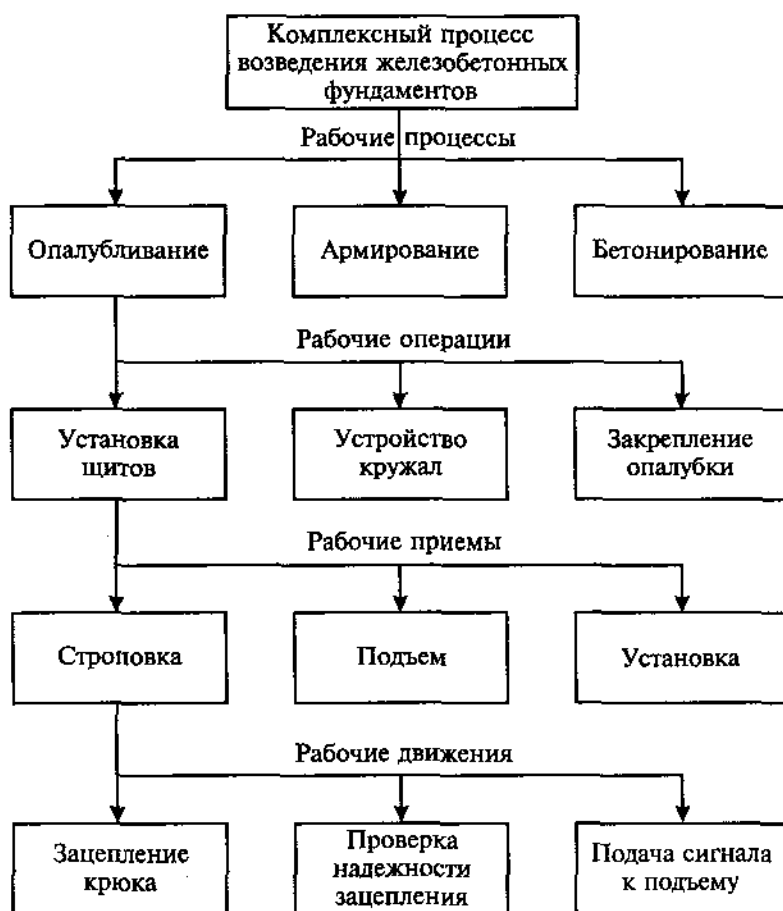 Комплексный процесс
возведения железобетонных
фундаментов
Рабочие процессы
Опалубливание
Армирование
Бетонирование
Рабочие операции
Установка
щитов
Устройство
кружал
Закрепление
опалубки
Рабочие приемы
Строповка
Подъем
Установка
Рабочие движения
Зацепление
крюка
Проверка
надежности
зацепления
Подача сигнала
к подъему